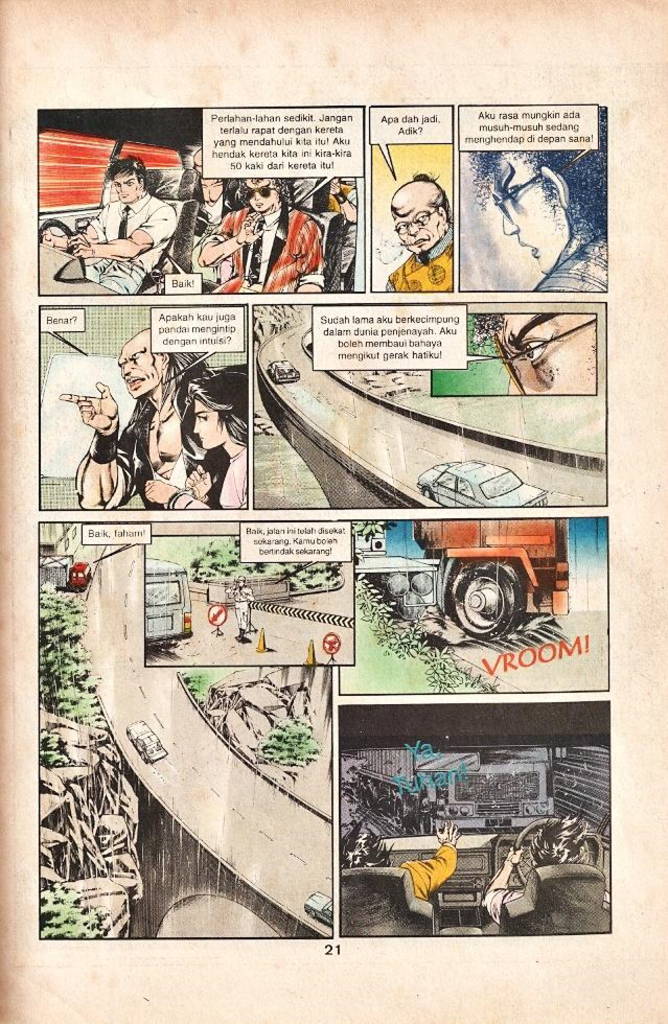 Perlahan-lahan sedikit. Jangan
terlalu rapat dengan kereta
yang mendahului kita itu! Aku
hendak kereta kita ini kira-kira
50 kaki dari kereta itu!
Baik!
Apa dah jadi,
Adik?
Aku rasa mungkin ada
musuh-musuh sedang
menghendap di depan sana!
Benar?
Apakah kau juga
pandai mengintip
dengan intuisi?
Sudah lama aku berkecimpung
dalam dunia penjenayah. Aku
boleh membaui bahaya
mengikut gerak hatiku!
Baik, faham!
Baik, jalan ini telah disekat
sekarang. Kamu boleh
bertindak sekarang!
VROOM!
Ya,
Tuhan!
21